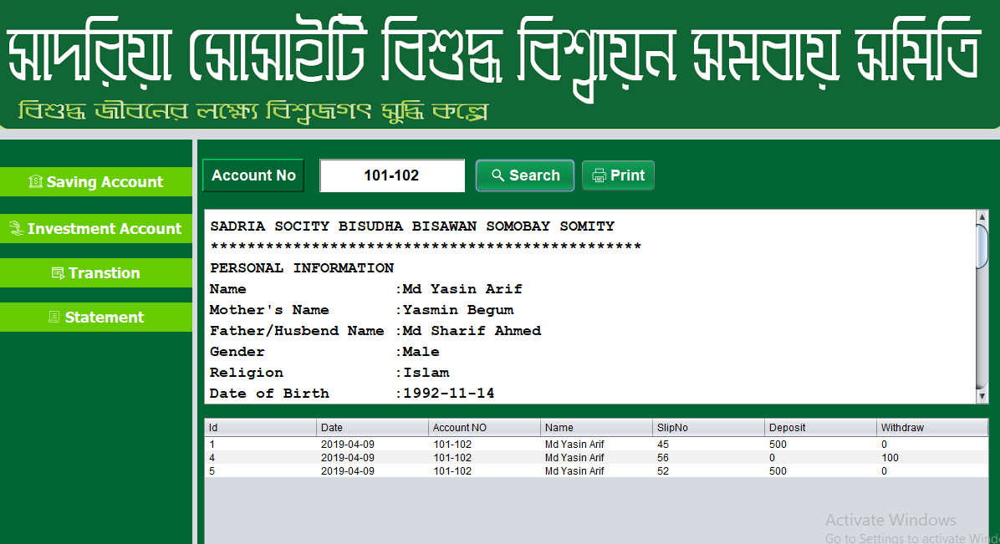 সাদরিয়া সোসাইটি বিশুদ্ধ বিশ্বায়ন সমবায় সমিতি
বিশুদ্ধ জীবনের লক্ষ্যে বিশ্বজগৎ সুদ্ধি কল্পে
Account No 101-102 Search Print
Saving Account
Investment Account
Transtion
Statement
SADRIA SOCITY BISUDHA BISAWAN SOMOBAY SOMITY
***********************************************
PERSONAL INFORMATION
Name :Md Yasin Arif
Mother's Name :Yasmin Begum
Father/Husbend Name :Md Sharif Ahmed
Gender :Male
Religion :Islam
Date of Birth :1992-11-14
Id Date Account NO Name SlipNo Deposit Withdraw
1 2019-04-09 101-102 Md Yasin Arif 45 500 0
4 2019-04-09 101-102 Md Yasin Arif 56 0 100
5 2019-04-09 101-102 Md Yasin Arif 52 500 0
Activate Windows
Go to Settings to activate Wind